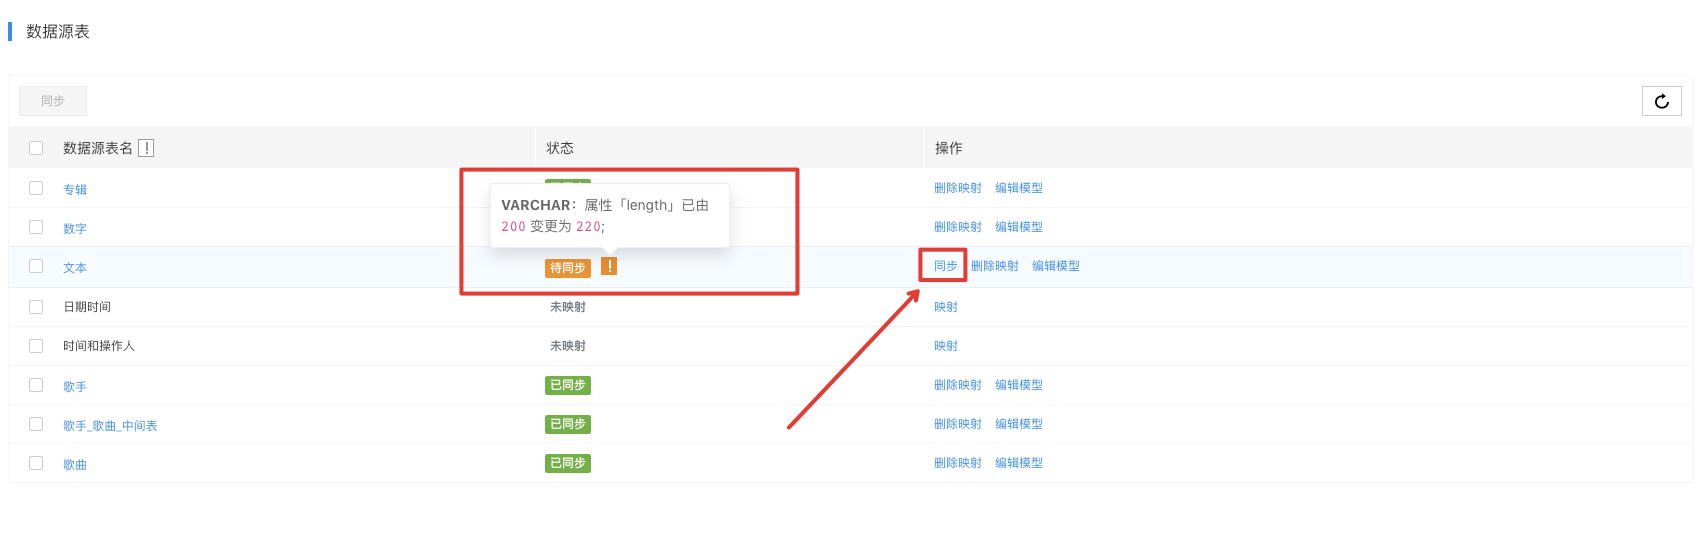 数据源表
同步
数据源表名 状态 操作
专辑 删除映射 编辑模型
VARCHAR：属性「length」已由
200 变更为 220;
数字 删除映射 编辑模型
文本 待同步 ! 同步 删除映射 编辑模型
日期时间 未映射 映射
时间和操作人 未映射 映射
歌手 已同步 删除映射 编辑模型
歌手_歌曲_中间表 已同步 删除映射 编辑模型
歌曲 已同步 删除映射 编辑模型